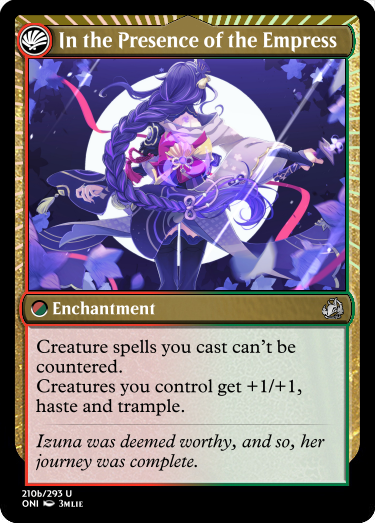 In the Presence of the Empress
Enchantment
Creature spells you cast can't be
countered.
Creatures you control get +1/+1,
haste and trample.
Izuna was deemed worthy, and so, her
journey was complete.
210b/293 U
ONI 3MLIE